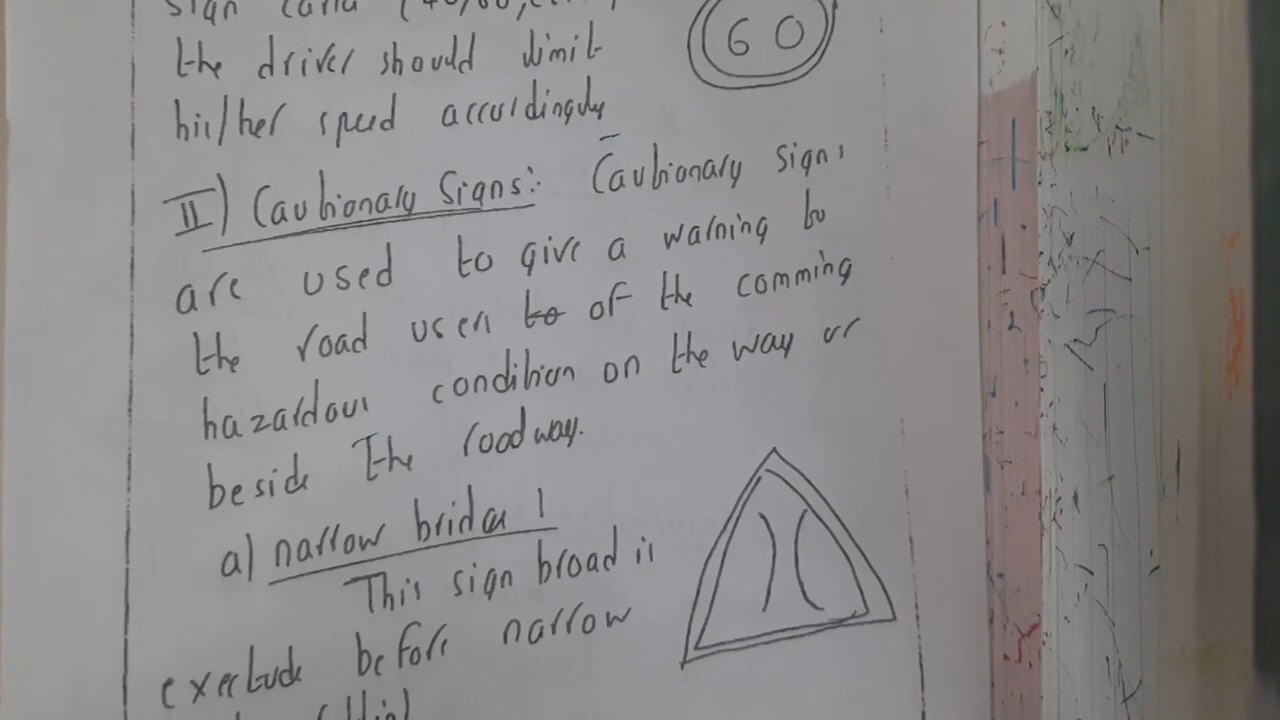 the driver should limit
his/her speed accordingly
60
II) Cautionary Signs: Cautionary signs
are used to give a warning to
the road users to of the comming
hazardous condition on the way or
beside The roadway.
a) narrow bridge
This sign broad is
before narrow